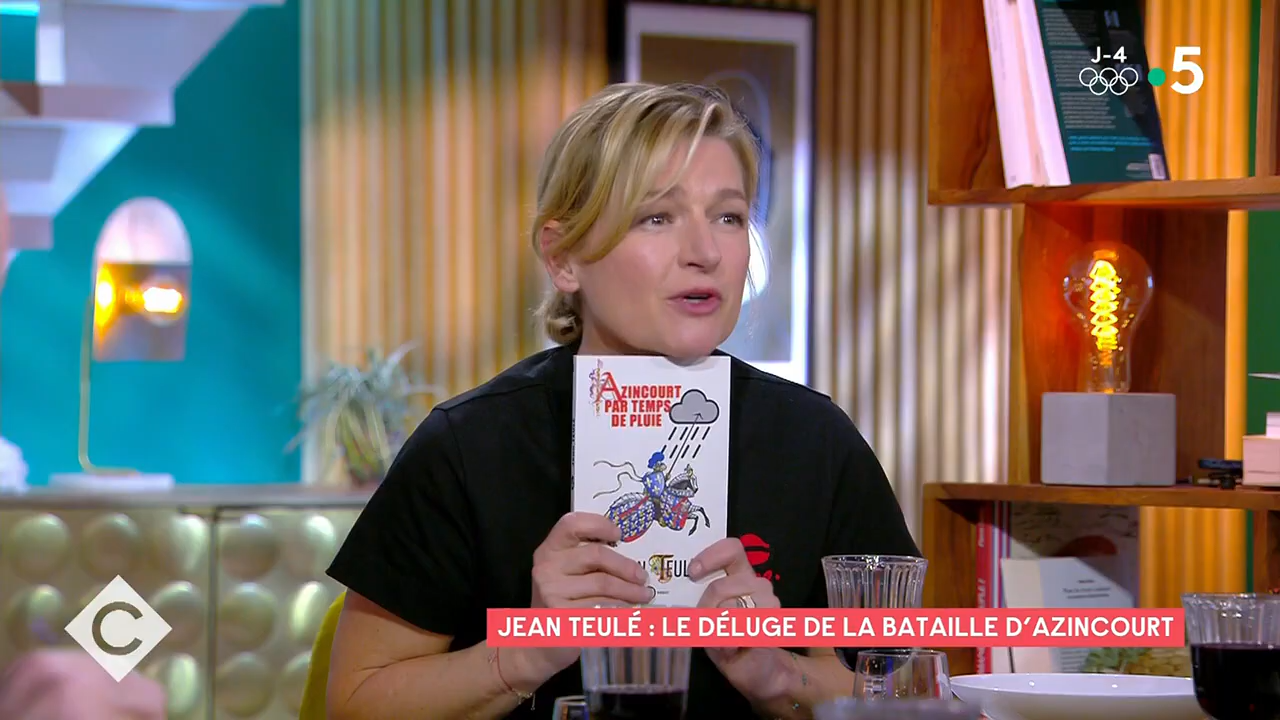 J-4
5
AZINCOURT
PAR TEMPS
DE PLUIE
C
JEAN TEULÉ : LE DÉLUGE DE LA BATAILLE D'AZINCOURT